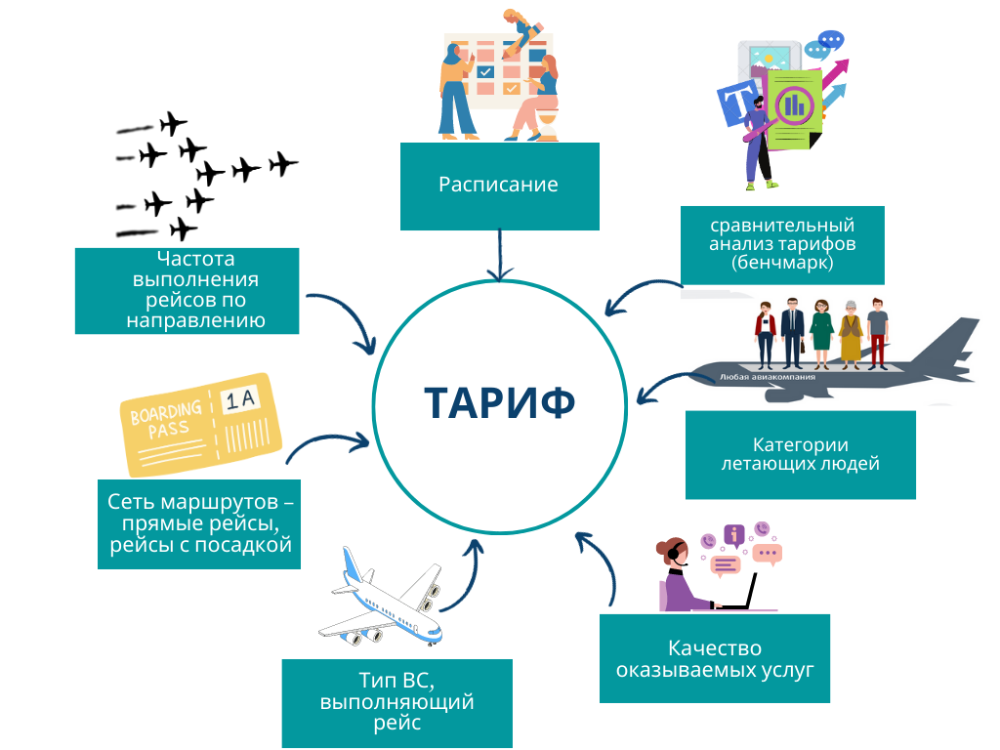 Расписание
сравнительный
анализ тарифов
(бенчмарк)
T
Любая авиакомпания
Категории
летающих людей
Качество
оказываемых услуг
Тип ВС,
выполняющий
рейс
BOARDING
PASS
1A
Сеть маршрутов –
прямые рейсы,
рейсы с посадкой
Частота
выполнения
рейсов по
направлению
ТАРИФ